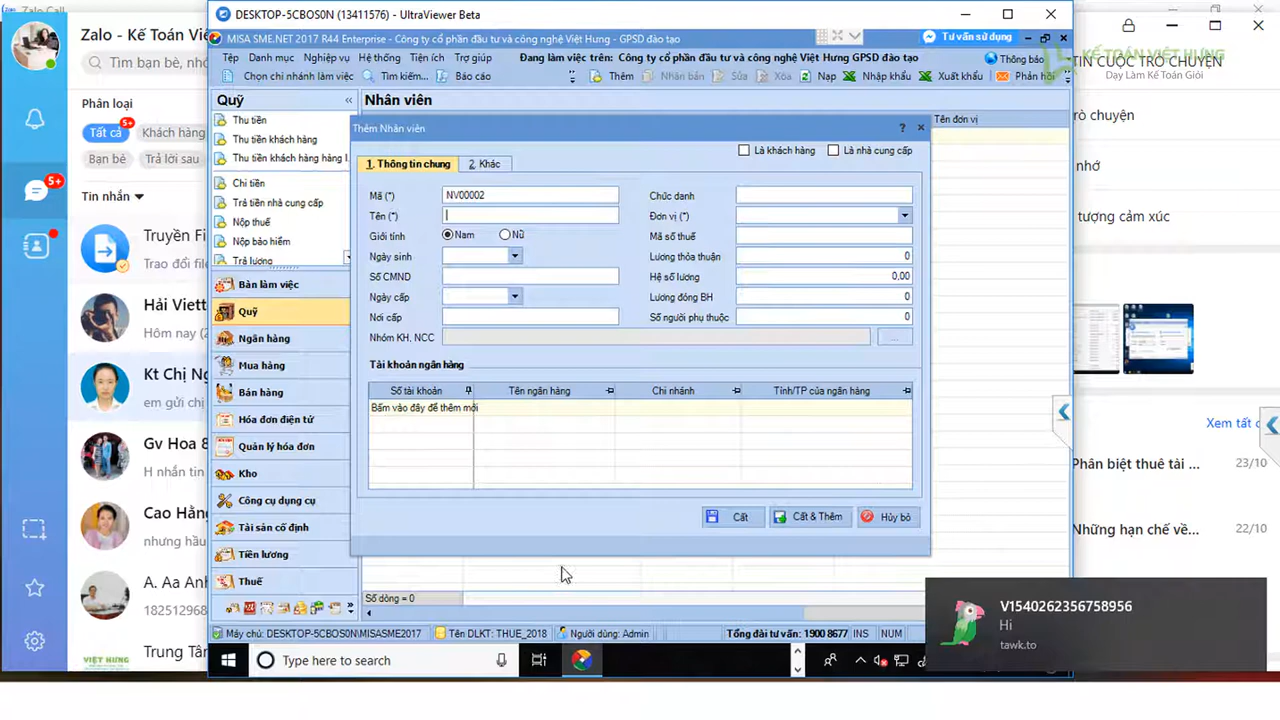 Zalo Call
Zalo - Kế Toán Việ
Tìm bạn bè, nh
Phân loại
Tất cả
5+
Khách hàng
Bạn bè
Trả lời sau
Tin nhắn
5+
Truyền Fi
Trao đổi file
Hải Viett
Hôm nay (2
Kt Chị Ng
em gửi chị
Gv Hoa 8
H nhắn tin
Cao Hằng
nhưng hầu
A. Aa Anh
182512968
Trung Tâm
VIỆT HƯNG
DESKTOP-5CBOS0N (13411576) - UltraViewer Beta
MISA SME.NET 2017 R44 Enterprise - Công ty cổ phần đầu tư và công nghệ Việt Hưng - GPSD đào tạo
Tư vấn sử dụng
Tệp Danh mục Nghiệp vụ Hệ thống Tiện ích Trợ giúp
Đang làm việc trên: Công ty cổ phần đầu tư và công nghệ Việt Hưng GPSD đào tạo
Thông báo
Chọn chi nhánh làm việc Tìm kiếm... Báo cáo
Thêm Nhân bản Sửa Xóa Nạp Nhập khẩu Xuất khẩu Phản hồi
Quỹ «
Thu tiền
Thu tiền khách hàng
Thu tiền khách hàng hàng l.
Chi tiền
Trả tiền nhà cung cấp
Nộp thuế
Nộp bảo hiểm
Trả lương
Bàn làm việc
Quỹ
Ngân hàng
Mua hàng
Bán hàng
Hóa đơn điện tử
Quản lý hóa đơn
Kho
Công cụ dụng cụ
Tài sản cố định
Tiền lương
Thuế
Nhân viên
Tên đơn vị
Thêm Nhân viên
Là khách hàng Là nhà cung cấp
1. Thông tin chung 2. Khác
Mã (*) NV00002 Chức danh
Tên (*) Đơn vị (*)
Giới tính Nam Nữ Mã số thuế
Ngày sinh Lương thỏa thuận 0
Số CMND Hệ số lương 0,00
Ngày cấp Lương đóng BH 0
Nơi cấp Số người phụ thuộc 0
Nhóm KH, NCC ...
Tài khoản ngân hàng
Số tài khoản Tên ngân hàng Chi nhánh Tỉnh/TP của ngân hàng
Bấm vào đây để thêm mới
Cất Cất & Thêm Hủy bỏ
Số dòng = 0
Máy chủ: DESKTOP-5CBOS0N\MISASME2017 Tên DLKT: THUE_2018 Người dùng: Admin Tổng đài tư vấn: 1900 8677 INS NUM
Type here to search
KẾ TOÁN VIỆT HƯNG
Dạy Làm Kế Toán Giỏi
TIN CUỘC TRÒ CHUYỆN
rò chuyện
nhớ
tượng cảm xúc
Xem tất c
Phân biệt thuê tài ... 23/10
Những hạn chế về... 22/10
V1540262356758956
Hi
tawk.to